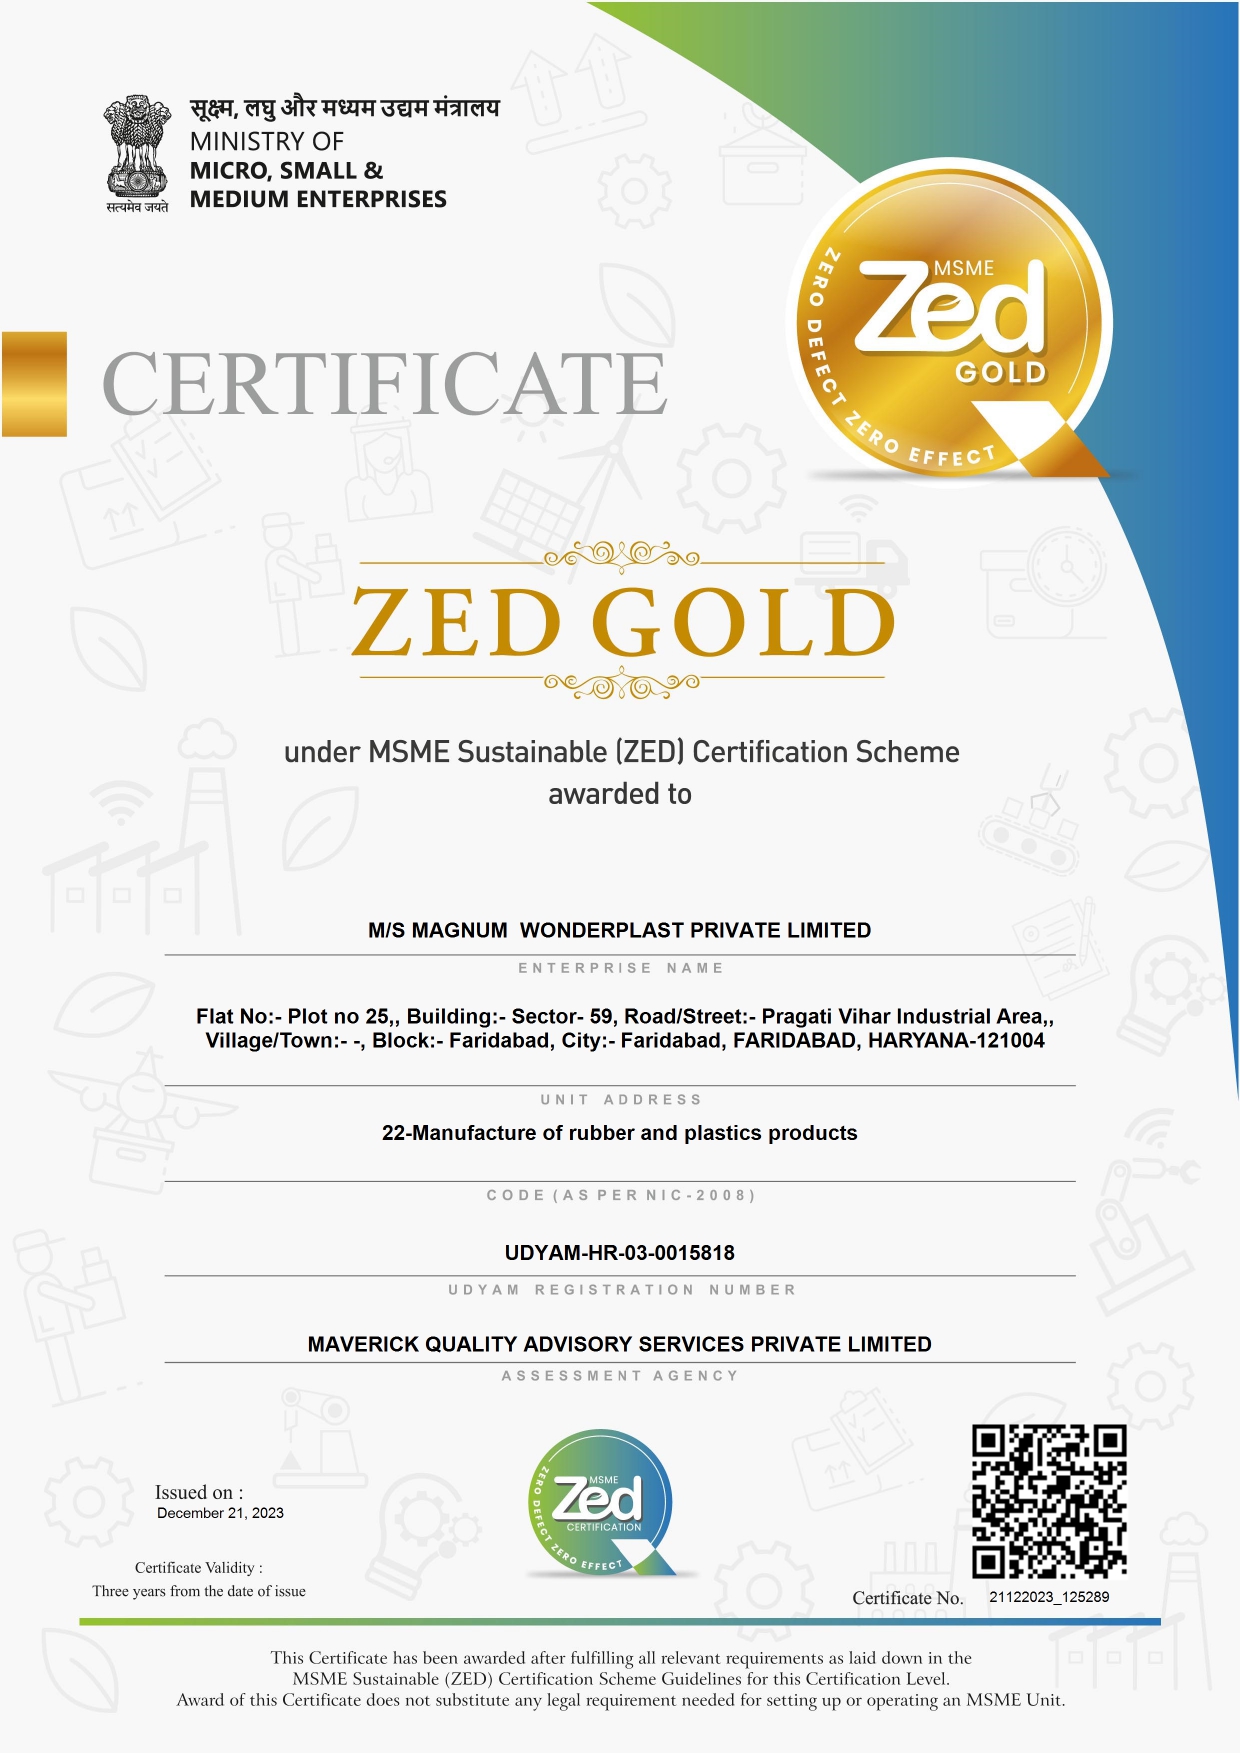 सूक्ष्म, लघु और मध्यम उद्यम मंत्रालय
MINISTRY OF
MICRO, SMALL &
MEDIUM ENTERPRISES
सत्यमेव जयते
MSME
Zed
GOLD
ZERO DEFECT ZERO EFFECT
CERTIFICATE
ZED GOLD
under MSME Sustainable (ZED) Certification Scheme
awarded to
M/S MAGNUM  WONDERPLAST PRIVATE LIMITED
ENTERPRISE NAME
Flat No:- Plot no 25,, Building:- Sector- 59, Road/Street:- Pragati Vihar Industrial Area,,
Village/Town:- -, Block:- Faridabad, City:- Faridabad, FARIDABAD, HARYANA-121004
UNIT ADDRESS
22-Manufacture of rubber and plastics products
CODE (AS PER NIC-2008)
UDYAM-HR-03-0015818
UDYAM REGISTRATION NUMBER
MAVERICK QUALITY ADVISORY SERVICES PRIVATE LIMITED
ASSESSMENT AGENCY
Issued on :
December 21, 2023
Certificate Validity :
Three years from the date of issue
MSME
Zed
CERTIFICATION
ZERO DEFECT ZERO EFFECT
Certificate No. 21122023_125289
This Certificate has been awarded after fulfilling all relevant requirements as laid down in the
MSME Sustainable (ZED) Certification Scheme Guidelines for this Certification Level.
Award of this Certificate does not substitute any legal requirement needed for setting up or operating an MSME Unit.